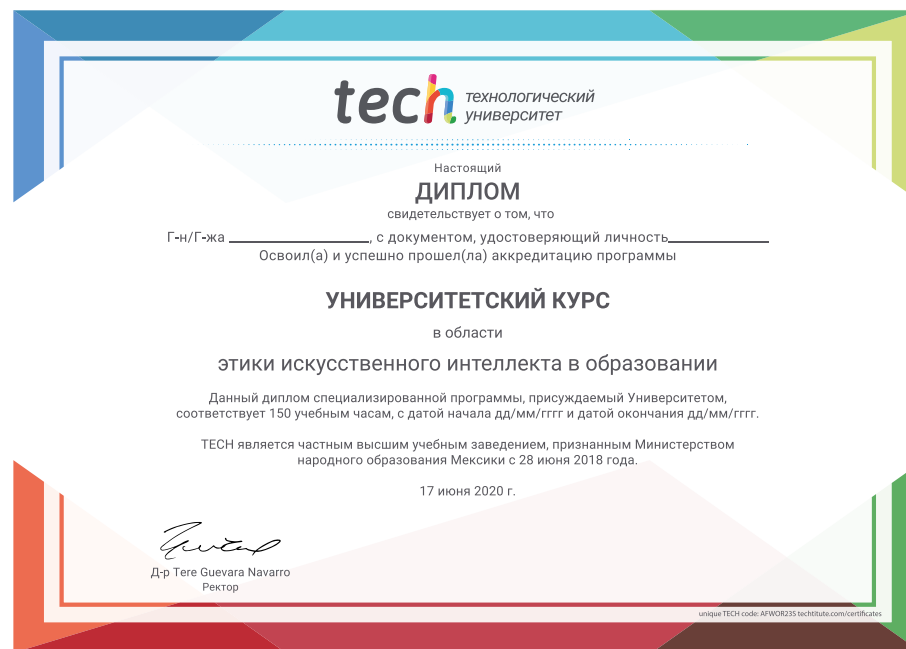 tech технологический
университет
Настоящий
ДИПЛОМ
свидетельствует о том, что
Г-н/Г-жа ____________________, с документом, удостоверяющий личность______________
Освоил(а) и успешно прошел(ла) аккредитацию программы
УНИВЕРСИТЕТСКИЙ КУРС
в области
этики искусственного интеллекта в образовании
Данный диплом специализированной программы, присуждаемый Университетом,
соответствует 150 учебным часам, с датой начала дд/мм/гггг и датой окончания дд/мм/гггг.
TECH является частным высшим учебным заведением, признанным Министерством
народного образования Мексики с 28 июня 2018 года.
17 июня 2020 г.
Д-р Tere Guevara Navarro
Ректор
unique TECH code: AFWOR23S techtitute.com/certificates